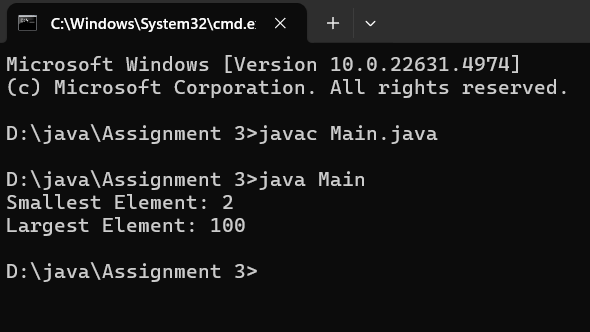 C:\Windows\System32\cmd.e
Microsoft Windows [Version 10.0.22631.4974]
(c) Microsoft Corporation. All rights reserved.
D:\java\Assignment 3>javac Main.java
D:\java\Assignment 3>java Main
Smallest Element: 2
Largest Element: 100
D:\java\Assignment 3>